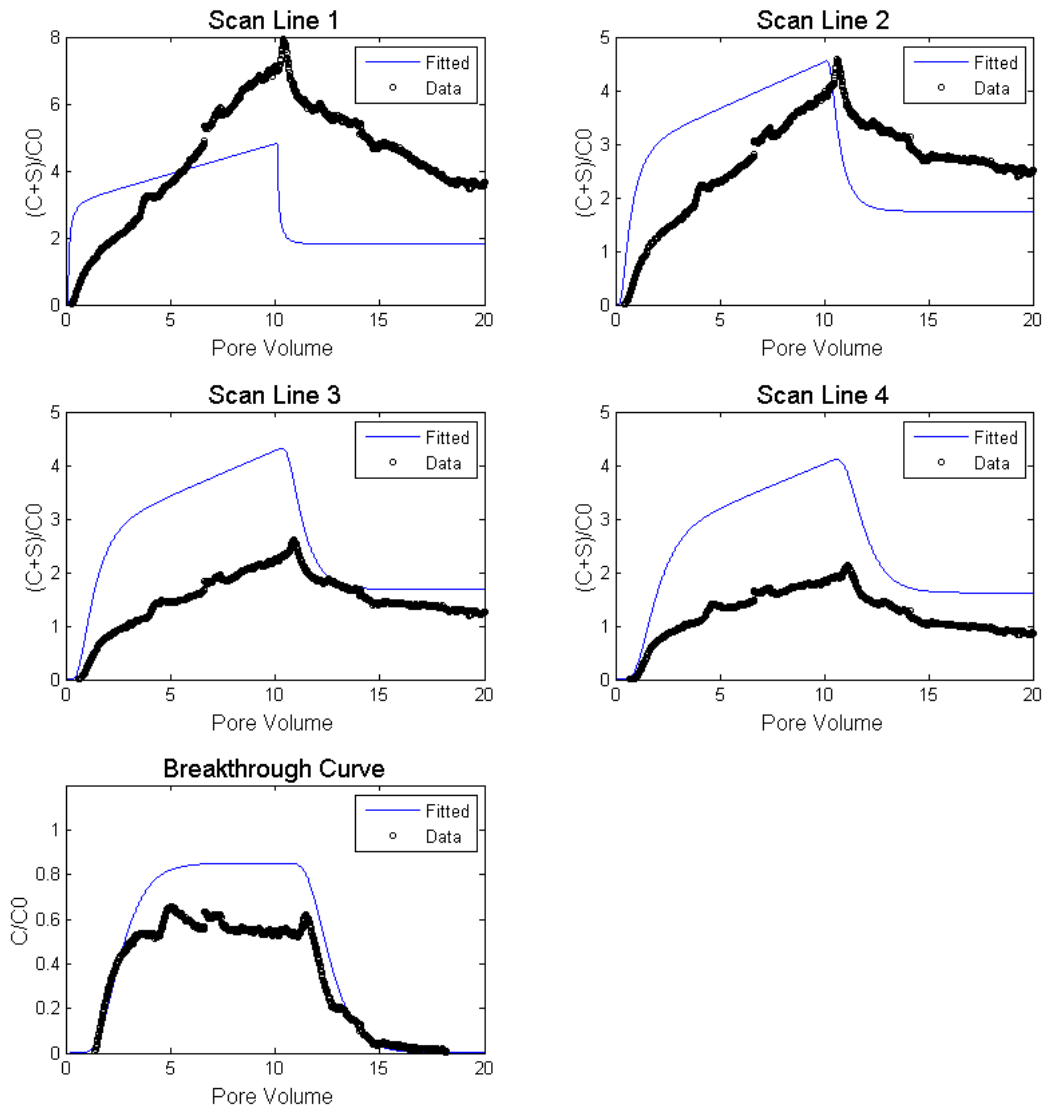 Scan Line 1
8
6
4
2
0
(C+S)/C0
Fitted
Data
0 5 10 15 20
Pore Volume
Scan Line 2
5
4
3
2
1
0
(C+S)/C0
Fitted
Data
0 5 10 15 20
Pore Volume
Scan Line 3
5
4
3
2
1
0
(C+S)/C0
Fitted
Data
0 5 10 15 20
Pore Volume
Scan Line 4
5
4
3
2
1
0
(C+S)/C0
Fitted
Data
0 5 10 15 20
Pore Volume
Breakthrough Curve
1
0.8
0.6
0.4
0.2
0
C/C0
Fitted
Data
0 5 10 15 20
Pore Volume